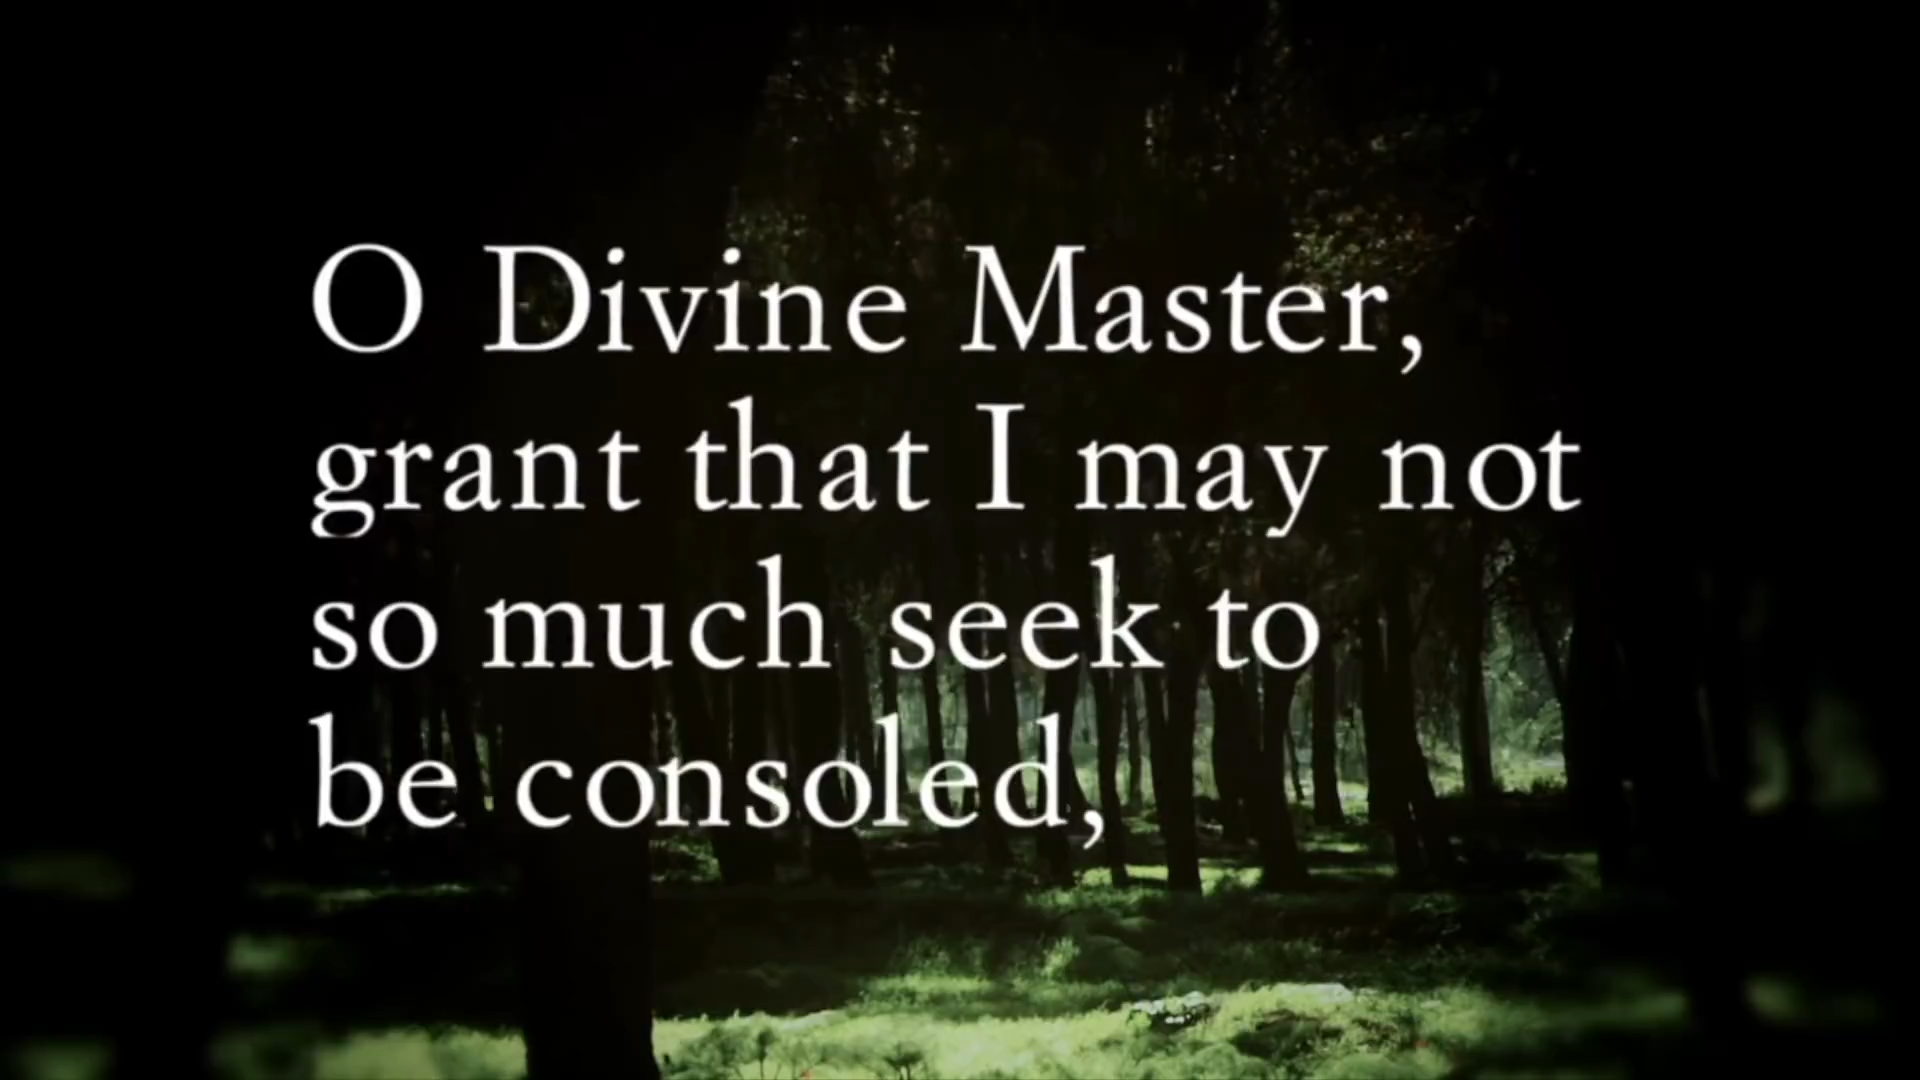 O Divine Master,
grant that I may not
so much seek to
be consoled,